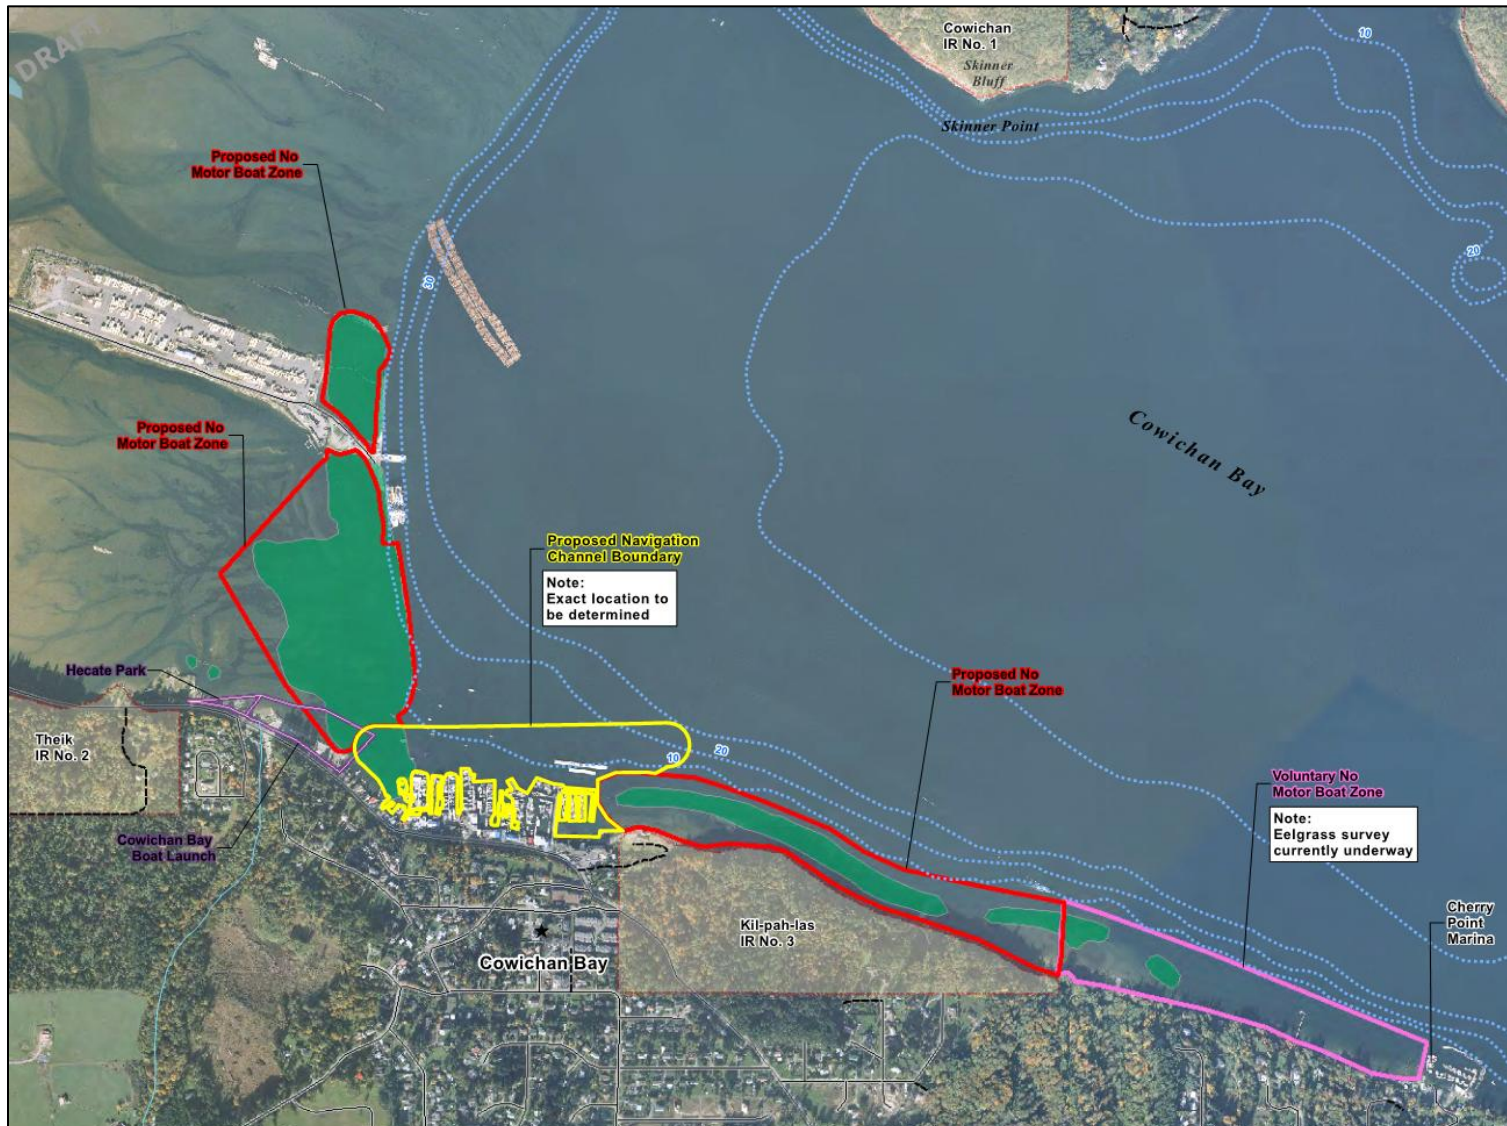 DRAFT
Cowichan
IR No. 1
Skinner
Bluff
10
Skinner Point
Proposed No
Motor Boat Zone
20
30
Cowichan Bay
Proposed No
Motor Boat Zone
Proposed Navigation
Channel Boundary
Note:
Exact location to
be determined
Hecate Park
Proposed No
Motor Boat Zone
Theik
IR No. 2
20
10
Voluntary No
Motor Boat Zone
Note:
Eelgrass survey
currently underway
Cowichan Bay
Boat Launch
Cherry
Point
Marina
Kil-pah-las
IR No. 3
Cowichan Bay